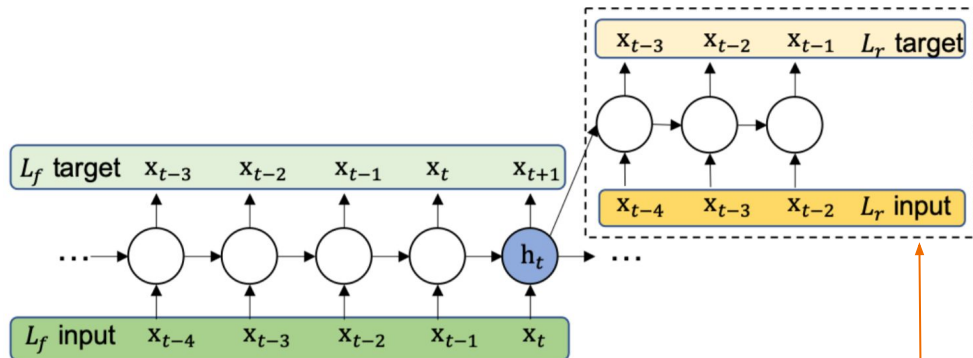 x_{t−3} x_{t−2} x_{t−1} L_r target
x_{t−4} x_{t−3} x_{t−2} L_r input
L_f target x_{t−3} x_{t−2} x_{t−1} x_t x_{t+1}
... h_t ...
L_f input x_{t−4} x_{t−3} x_{t−2} x_{t−1} x_t